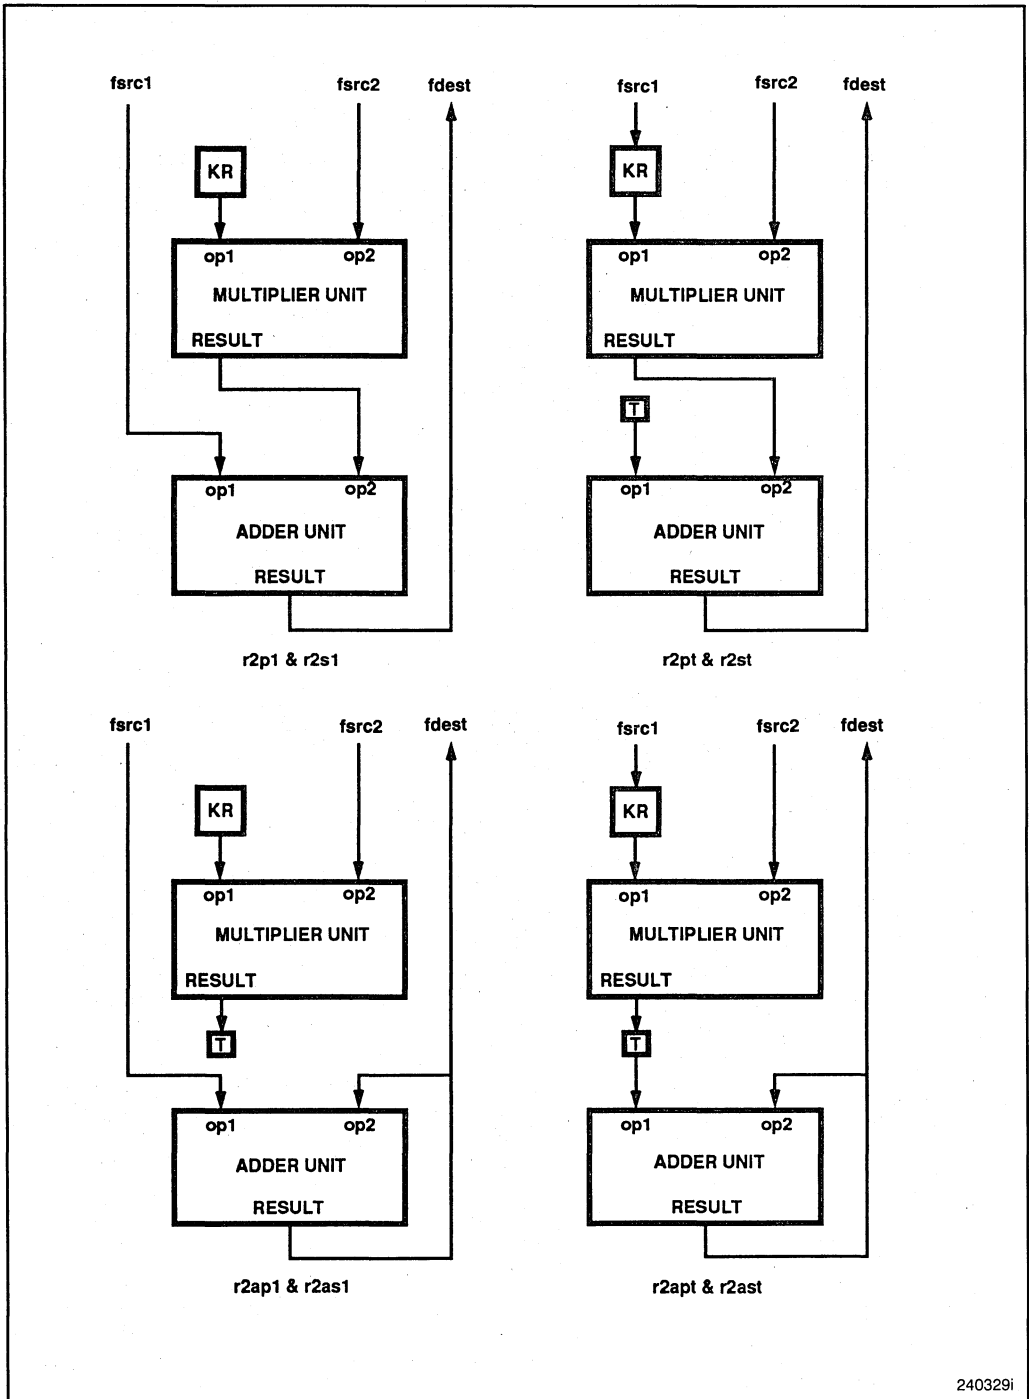 fsrc1 fsrc2 fdest
KR
op1 op2
MULTIPLIER UNIT
RESULT
op1 op2
ADDER UNIT
RESULT
r2p1 & r2s1
fsrc1 fsrc2 fdest
KR
op1 op2
MULTIPLIER UNIT
RESULT
T
op1 op2
ADDER UNIT
RESULT
r2pt & r2st
fsrc1 fsrc2 fdest
KR
op1 op2
MULTIPLIER UNIT
RESULT
T
op1 op2
ADDER UNIT
RESULT
r2ap1 & r2as1
fsrc1 fsrc2 fdest
KR
op1 op2
MULTIPLIER UNIT
RESULT
T
op1 op2
ADDER UNIT
RESULT
r2apt & r2ast
240329i